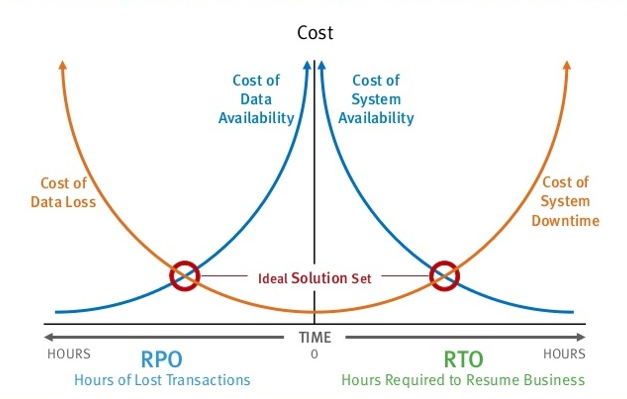 Cost
Cost of
Data
Availability
Cost of
System
Availability
Cost of
Data Loss
Cost of
System
Downtime
Ideal Solution Set
TIME
HOURS
0
HOURS
RPO
RTO
Hours of Lost Transactions
Hours Required to Resume Business